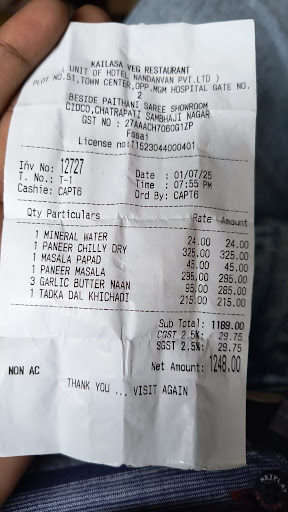 KAILASA VEG RESTAURANT
( UNIT OF HOTEL NANDANVAN PVT.LTD )
PLOT NO.51,TOWN CENTER,OPP.MGM HOSPITAL GATE NO.
2
BESIDE PAITHANI SAREE SHOWROOM
CIDCO,CHATRAPATI SAMBHAJI NAGAR
GST NO : 27AAACH7060G1ZP
Fssai
License no:11523044000401
Inv No: 12727 Date : 01/07/25
T. No.: T-1 Time : 07:55 PM
Cashie: CAPT6 Ord By: CAPT6
Qty Particulars Rate Amount
1 MINERAL WATER 24.00 24.00
1 PANEER CHILLY DRY 325.00 325.00
1 MASALA PAPAD 45.00 45.00
1 PANEER MASALA 295.00 295.00
3 GARLIC BUTTER NAAN 95.00 285.00
1 TADKA DAL KHICHADI 215.00 215.00
Sub Total: 1189.00
CGST 2.5%: 29.75
SGST 2.5%: 29.75
Net Amount: 1248.00
NON AC
THANK YOU ... VISIT AGAIN
NETPLAY